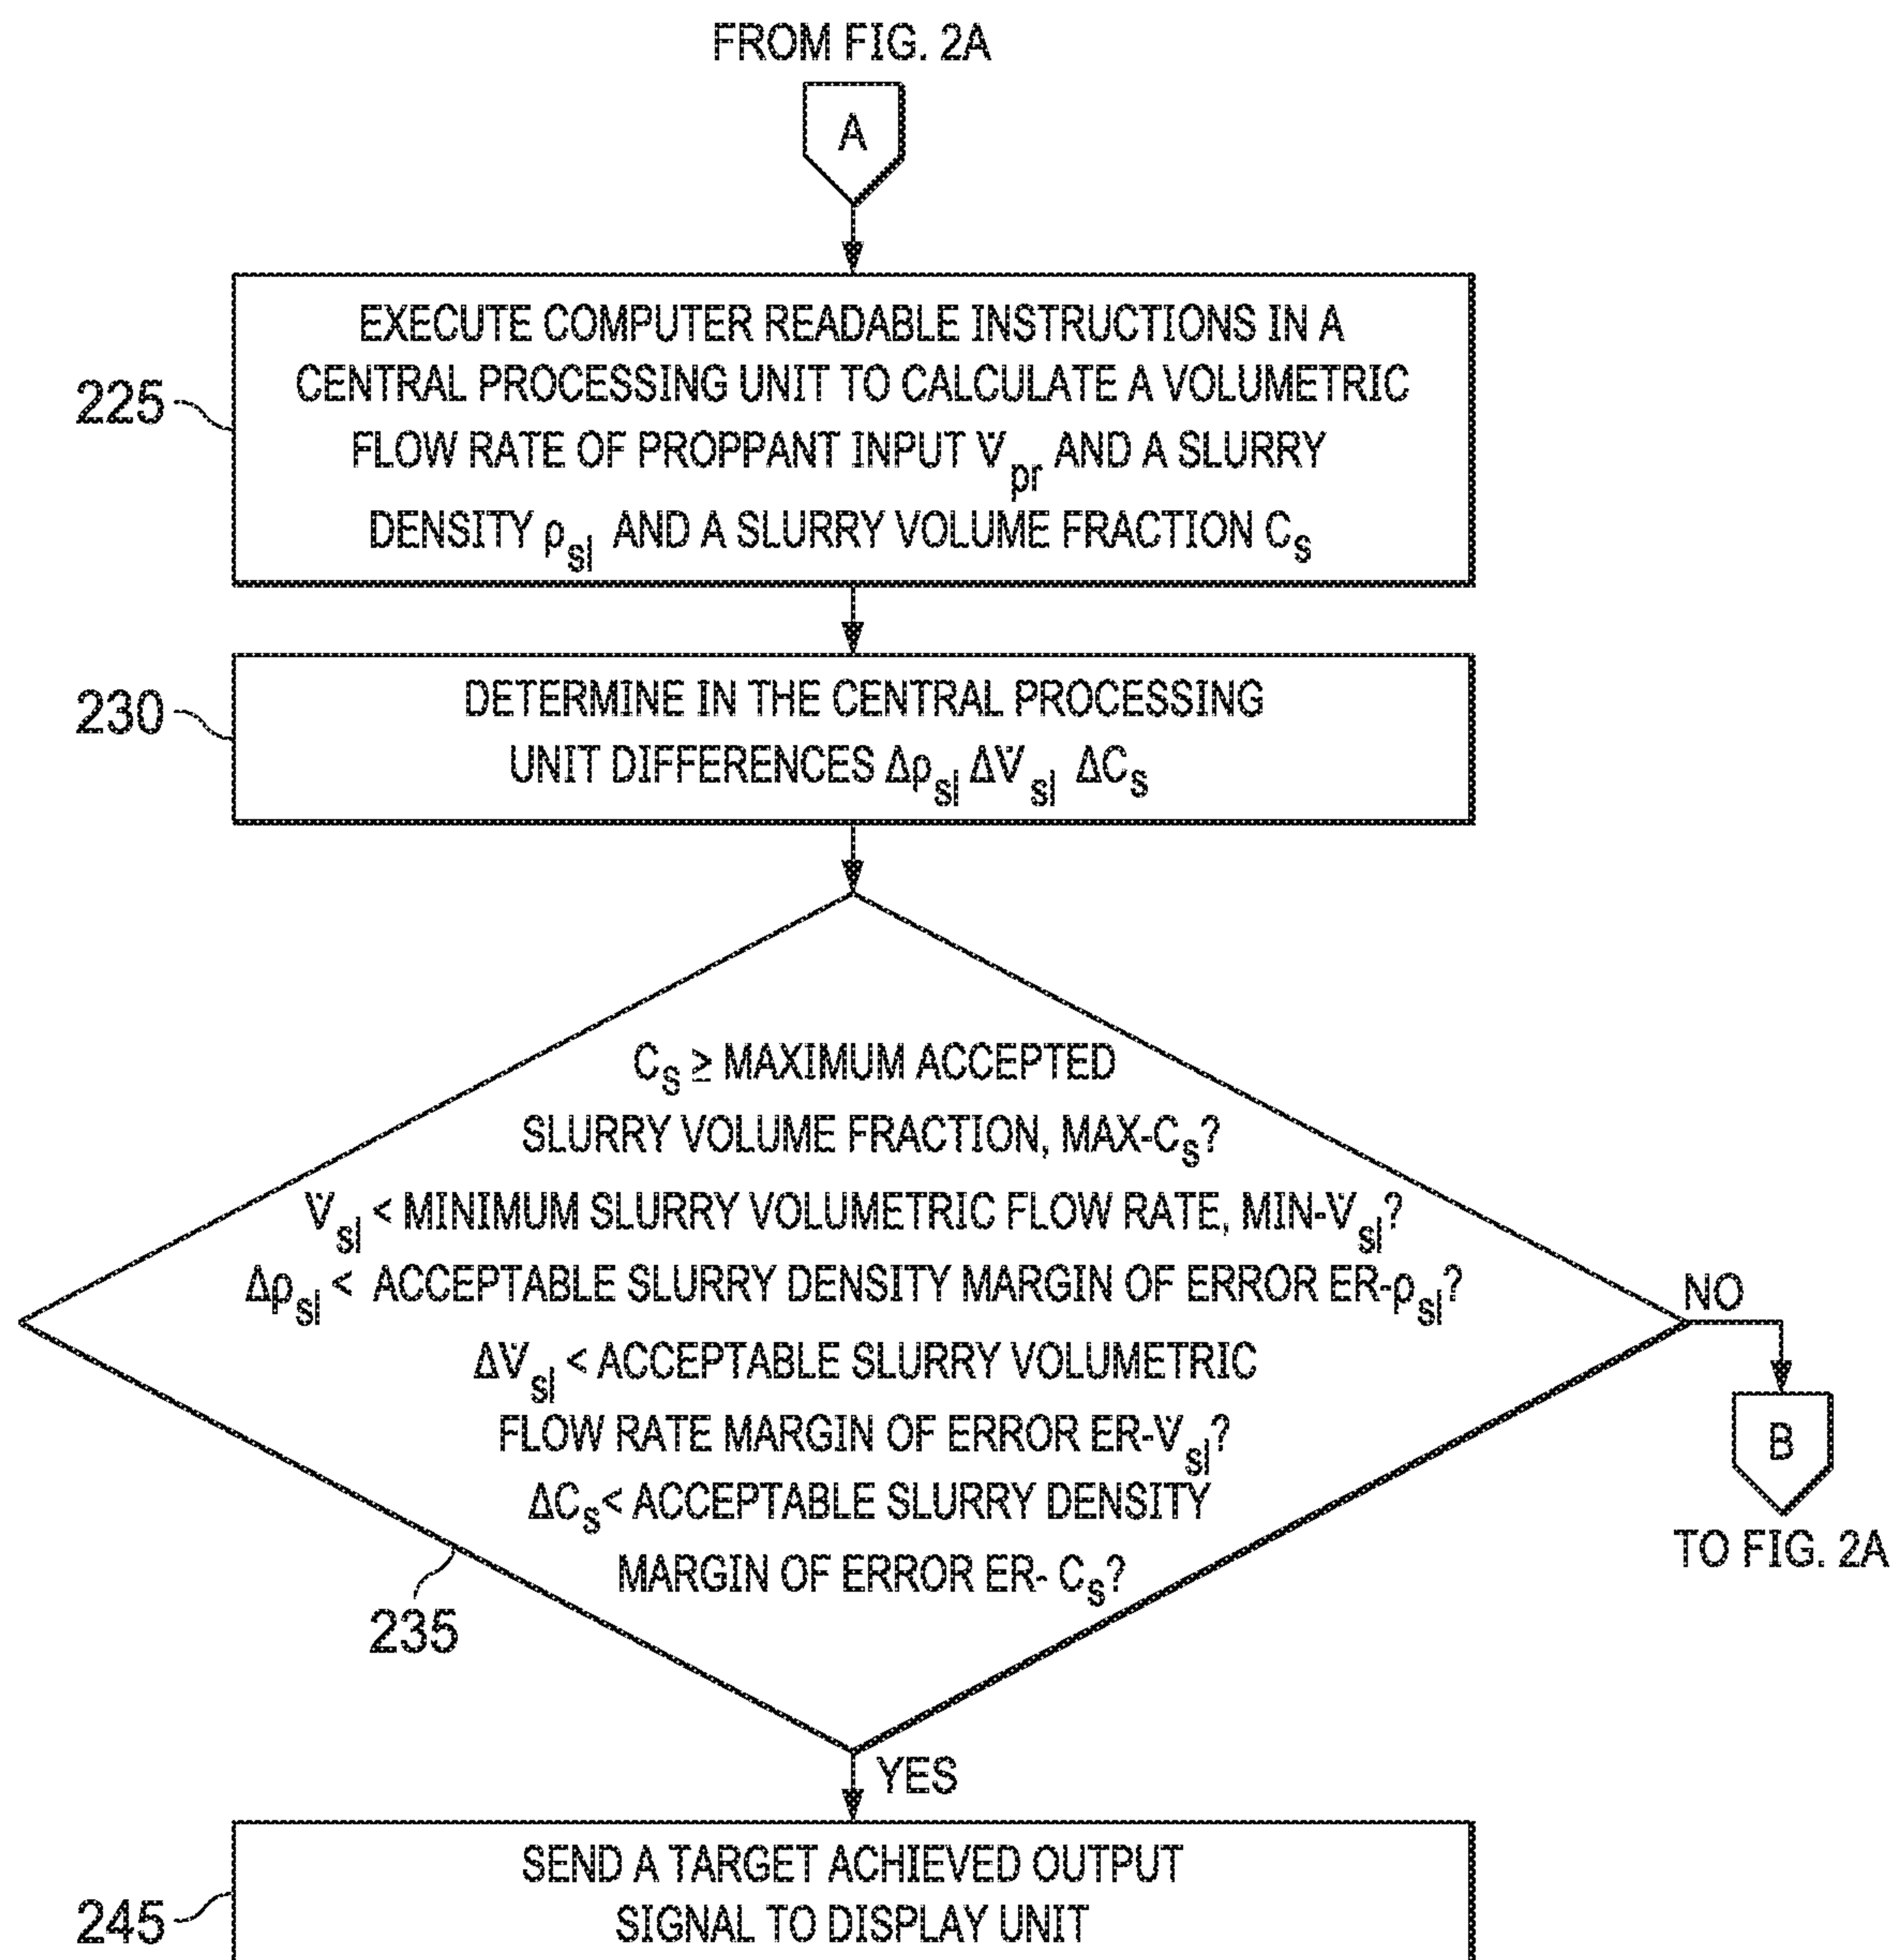 FROM FIG. 2A
A
EXECUTE COMPUTER READABLE INSTRUCTIONS IN A
CENTRAL PROCESSING UNIT TO CALCULATE A VOLUMETRIC
FLOW RATE OF PROPPANT INPUT V̇pr AND A SLURRY
DENSITY ρsl AND A SLURRY VOLUME FRACTION Cs
225
DETERMINE IN THE CENTRAL PROCESSING
UNIT DIFFERENCES Δρsl ΔV̇sl ΔCs
230
Cs ≥ MAXIMUM ACCEPTED
SLURRY VOLUME FRACTION, MAX-Cs?
V̇sl < MINIMUM SLURRY VOLUMETRIC FLOW RATE, MIN-V̇sl?
Δρsl < ACCEPTABLE SLURRY DENSITY MARGIN OF ERROR ER-ρsl?
ΔV̇sl < ACCEPTABLE SLURRY VOLUMETRIC
FLOW RATE MARGIN OF ERROR ER-V̇sl?
ΔCs < ACCEPTABLE SLURRY DENSITY
MARGIN OF ERROR ER- Cs?
235
NO
B
TO FIG. 2A
YES
SEND A TARGET ACHIEVED OUTPUT
SIGNAL TO DISPLAY UNIT
245